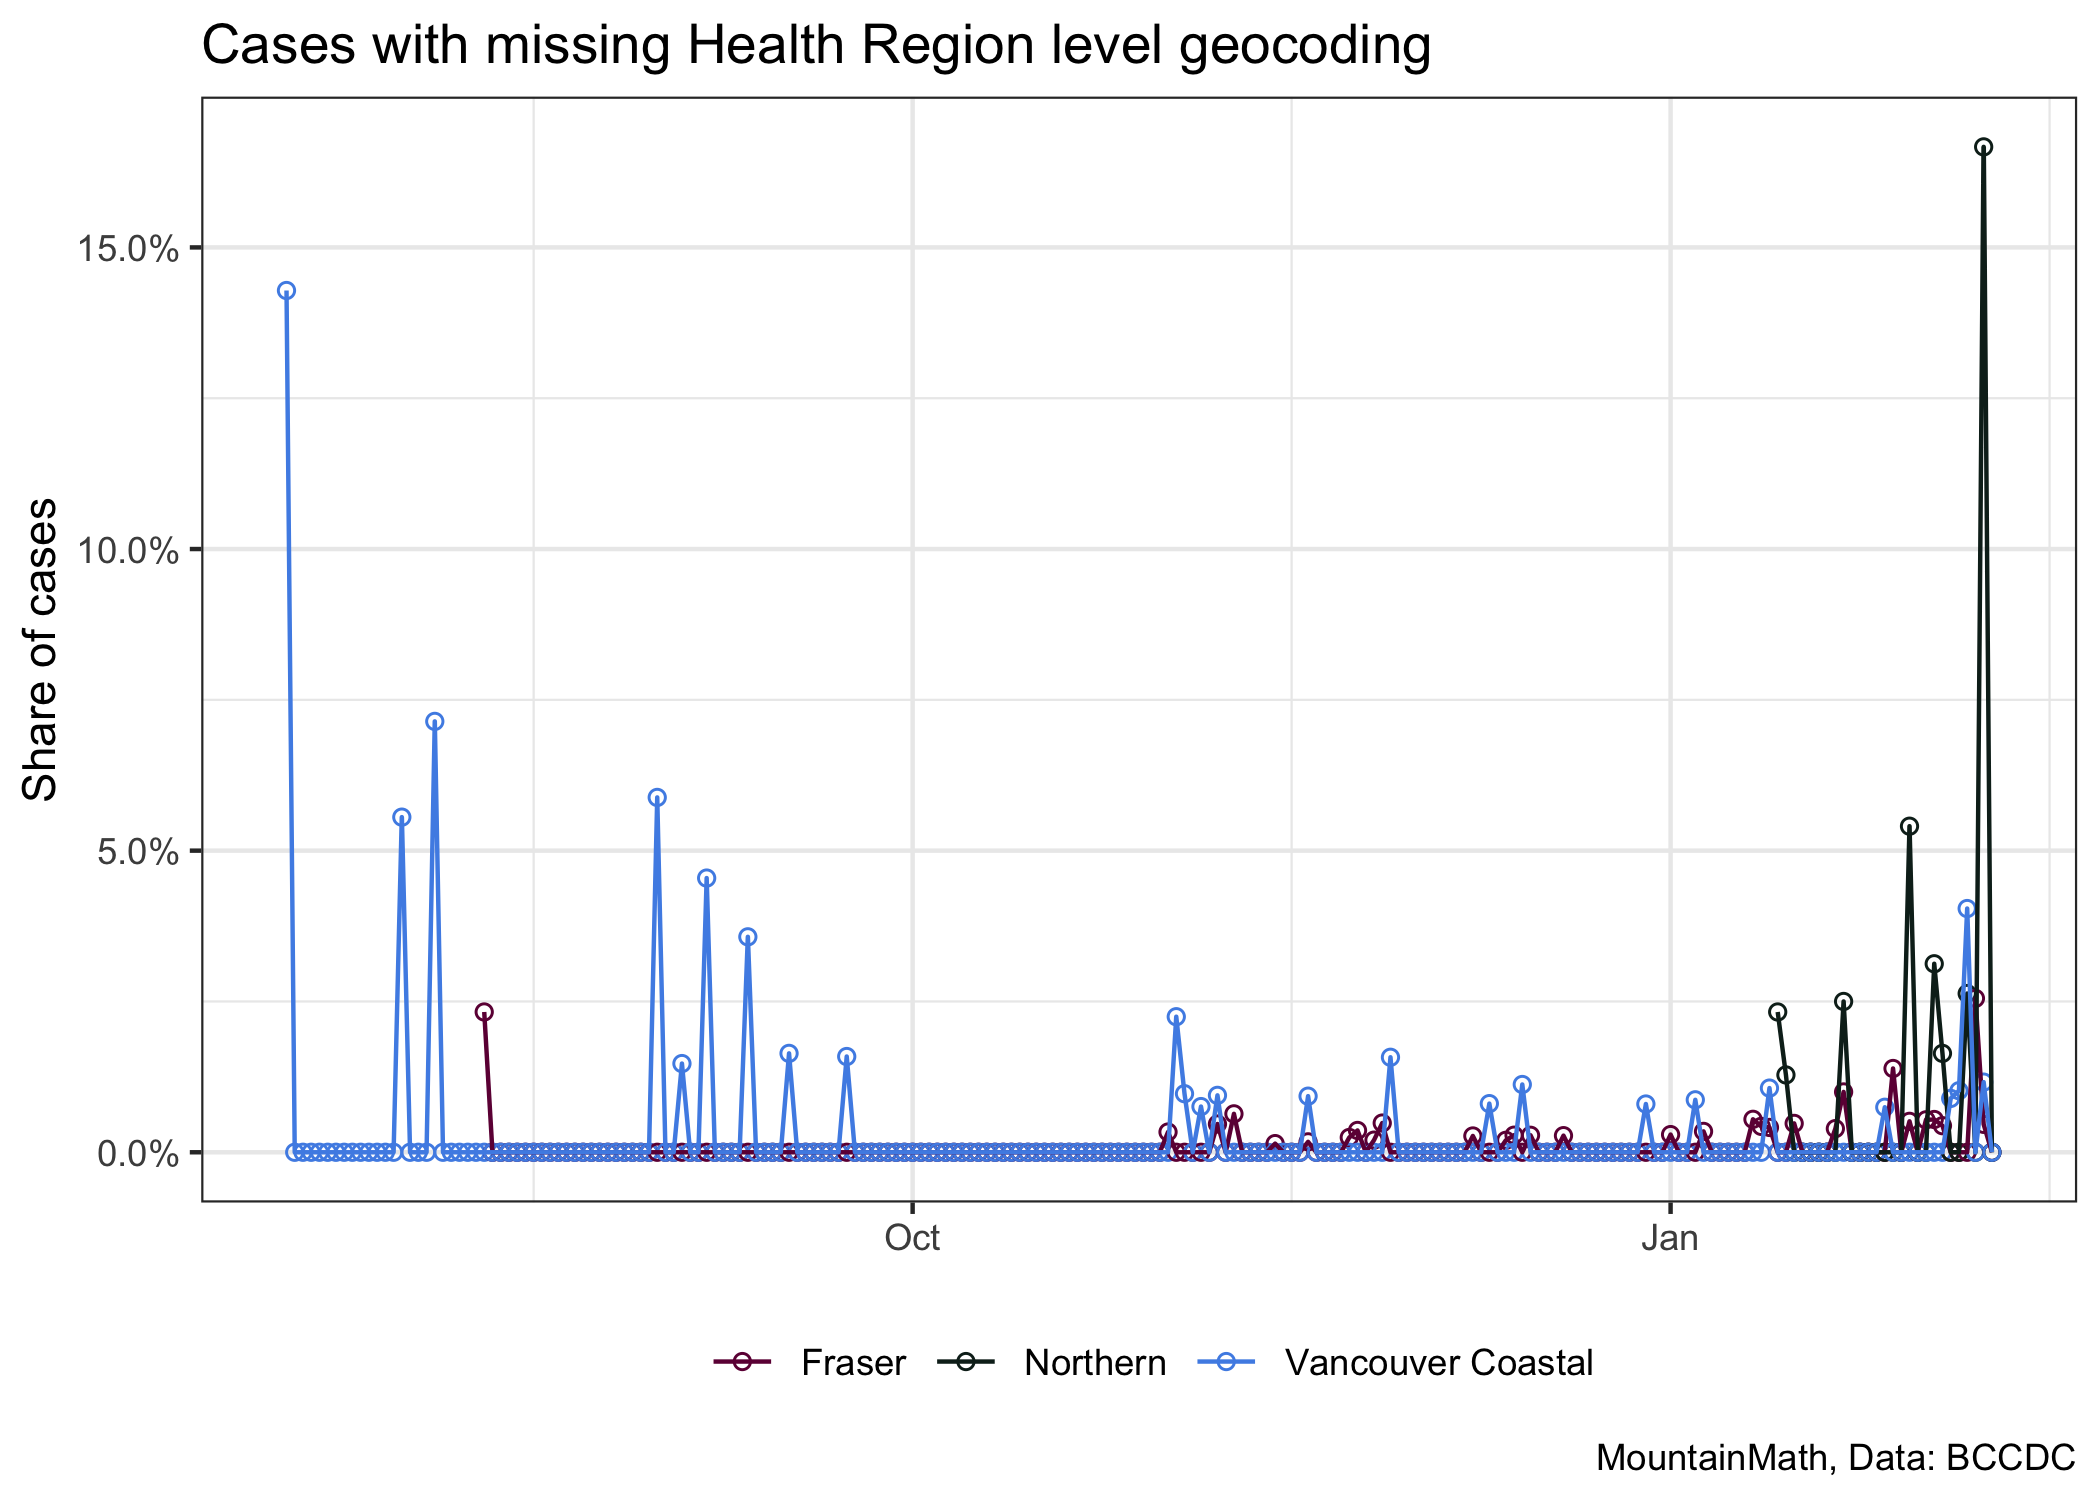 Cases with missing Health Region level geocoding
Share of cases
15.0%
10.0%
5.0%
0.0%
Oct Jan
Fraser Northern Vancouver Coastal
MountainMath, Data: BCCDC